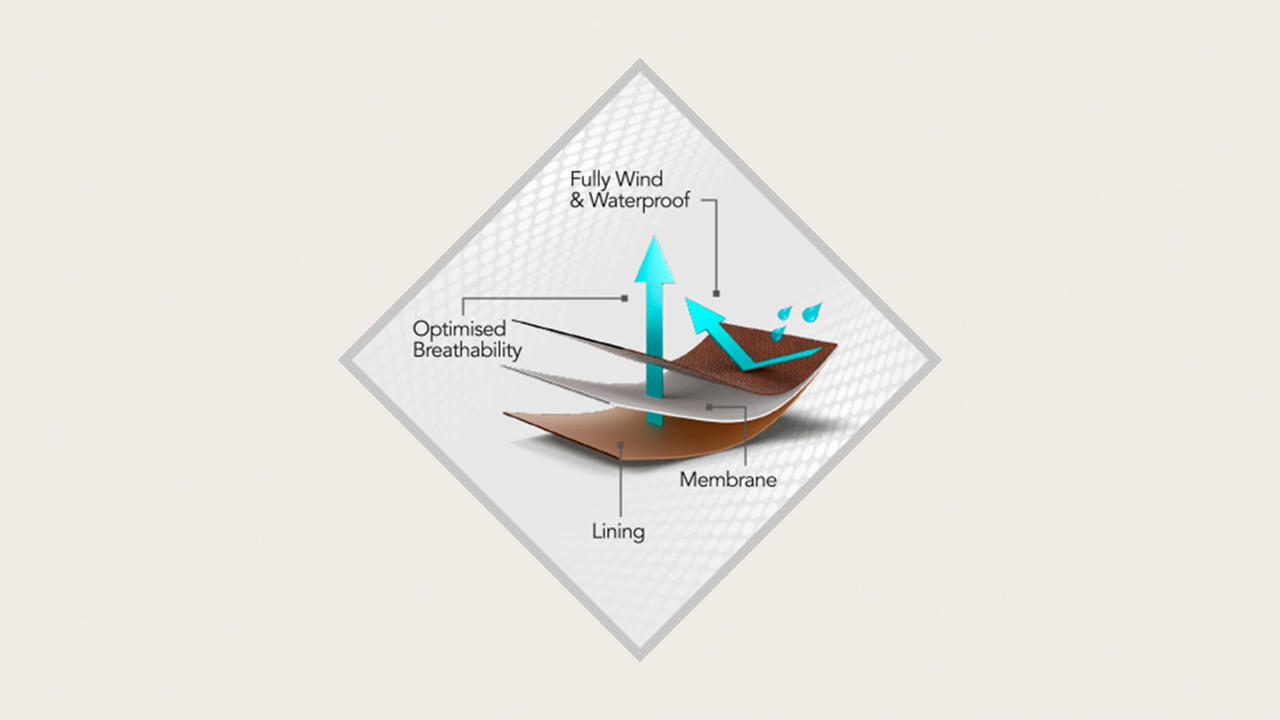 Fully Wind
& Waterproof
Optimised
Breathability
Membrane
Lining